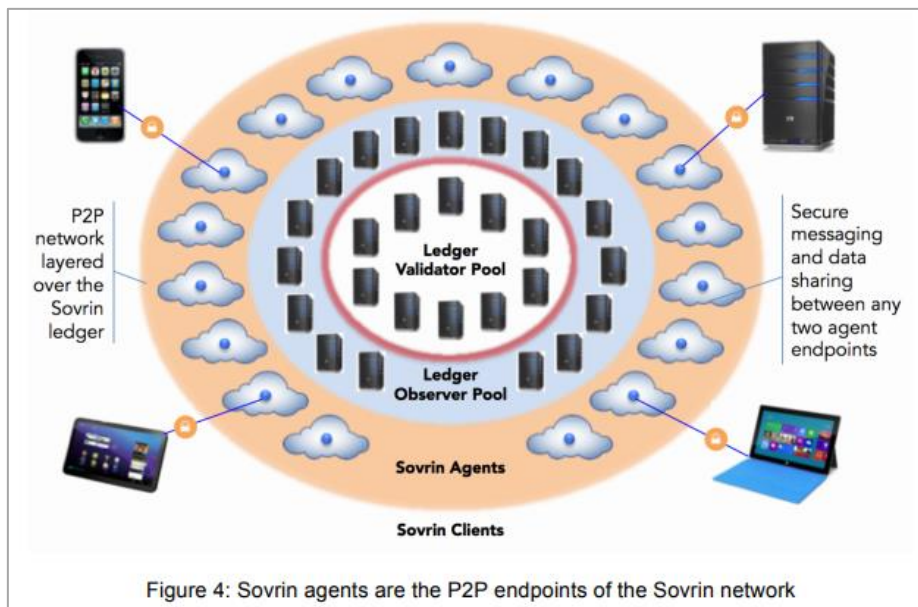 P2P
network
layered
over the
Sovrin
ledger
Ledger
Validator Pool
Ledger
Observer Pool
Sovrin Agents
Sovrin Clients
Secure
messaging
and data
sharing
between any
two agent
endpoints
Figure 4: Sovrin agents are the P2P endpoints of the Sovrin network